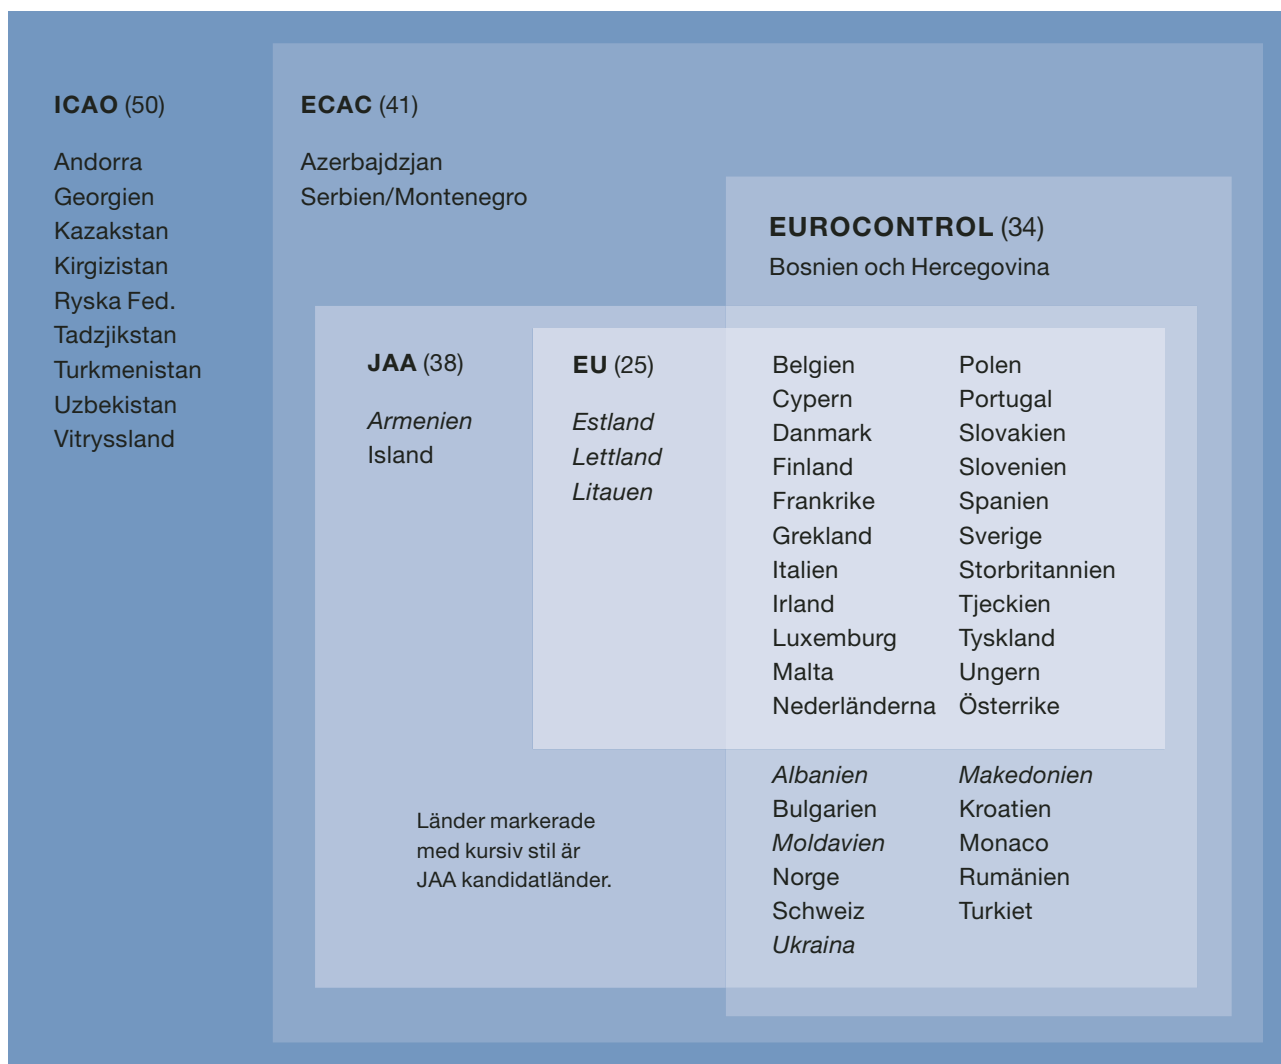 ICAO (50)
Andorra
Georgien
Kazakstan
Kirgizistan
Ryska Fed.
Tadzjikstan
Turkmenistan
Uzbekistan
Vitryssland
ECAC (41)
Azerbajdzjan
Serbien/Montenegro
EUROCONTROL (34)
Bosnien och Hercegovina
JAA (38)
Armenien
Island
EU (25)
Estland
Lettland
Litauen
Belgien
Cypern
Danmark
Finland
Frankrike
Grekland
Italien
Irland
Luxemburg
Malta
Nederländerna
Polen
Portugal
Slovakien
Slovenien
Spanien
Sverige
Storbritannien
Tjeckien
Tyskland
Ungern
Österrike
Albanien
Bulgarien
Moldavien
Norge
Schweiz
Ukraina
Makedonien
Kroatien
Monaco
Rumänien
Turkiet
Länder markerade
med kursiv stil är
JAA kandidatländer.